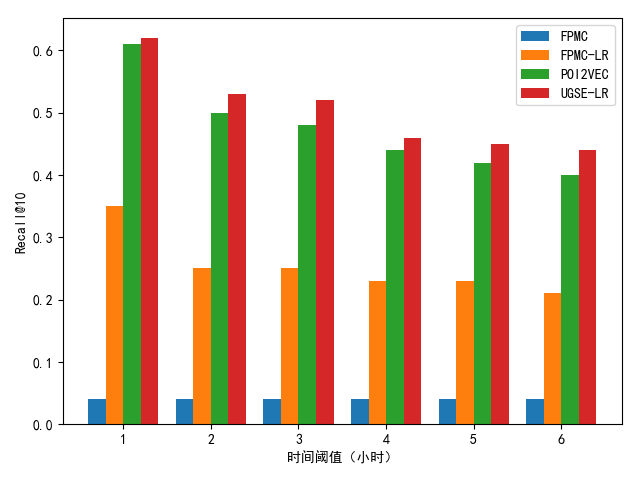 FPMC
FPMC-LR
POI2VEC
UGSE-LR
Recall@10
0.6
0.5
0.4
0.3
0.2
0.1
0.0
1 2 3 4 5 6
时间阈值（小时）